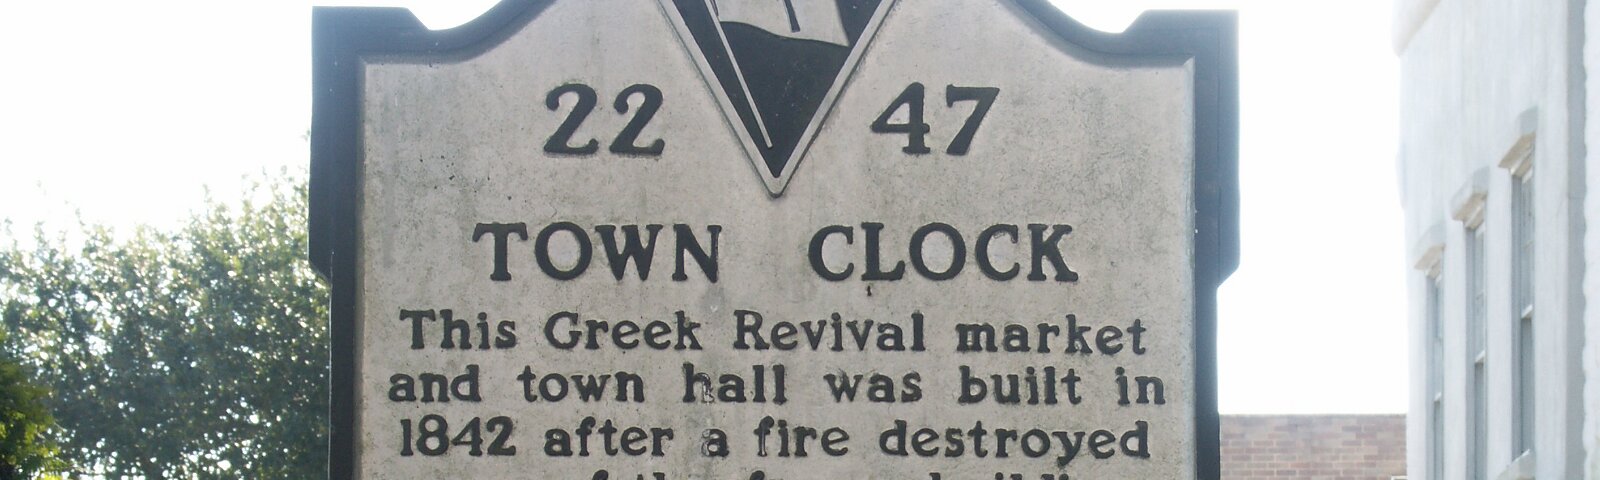 22 47
TOWN CLOCK
This Greek Revival market
and town hall was built in
1842 after a fire destroyed